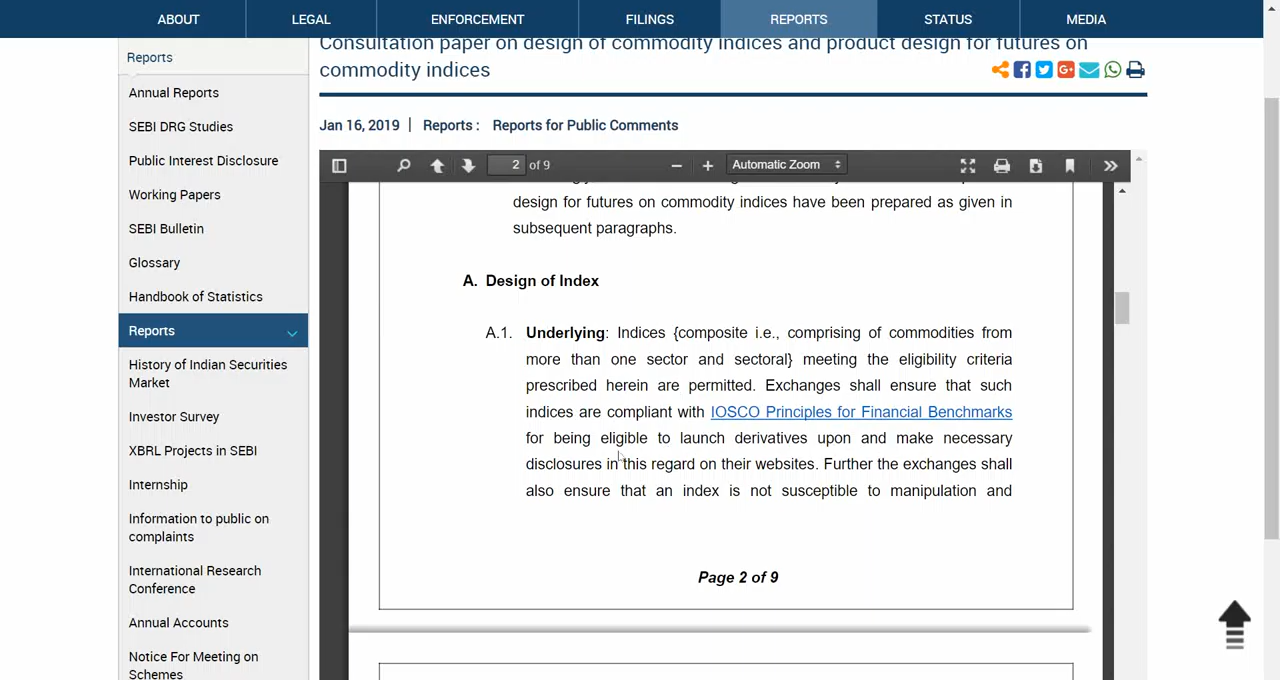 ABOUT LEGAL ENFORCEMENT FILINGS REPORTS STATUS MEDIA
Reports
Annual Reports
SEBI DRG Studies
Public Interest Disclosure
Working Papers
SEBI Bulletin
Glossary
Handbook of Statistics
Reports
History of Indian Securities
Market
Investor Survey
XBRL Projects in SEBI
Internship
Information to public on
complaints
International Research
Conference
Annual Accounts
Notice For Meeting on
Schemes
Consultation paper on design of commodity indices and product design for futures on
commodity indices
Jan 16, 2019 | Reports : Reports for Public Comments
2 of 9 Automatic Zoom
design for futures on commodity indices have been prepared as given in
subsequent paragraphs.
A. Design of Index
A.1. Underlying: Indices {composite i.e., comprising of commodities from
more than one sector and sectoral} meeting the eligibility criteria
prescribed herein are permitted. Exchanges shall ensure that such
indices are compliant with IOSCO Principles for Financial Benchmarks
for being eligible to launch derivatives upon and make necessary
disclosures in this regard on their websites. Further the exchanges shall
also ensure that an index is not susceptible to manipulation and
Page 2 of 9